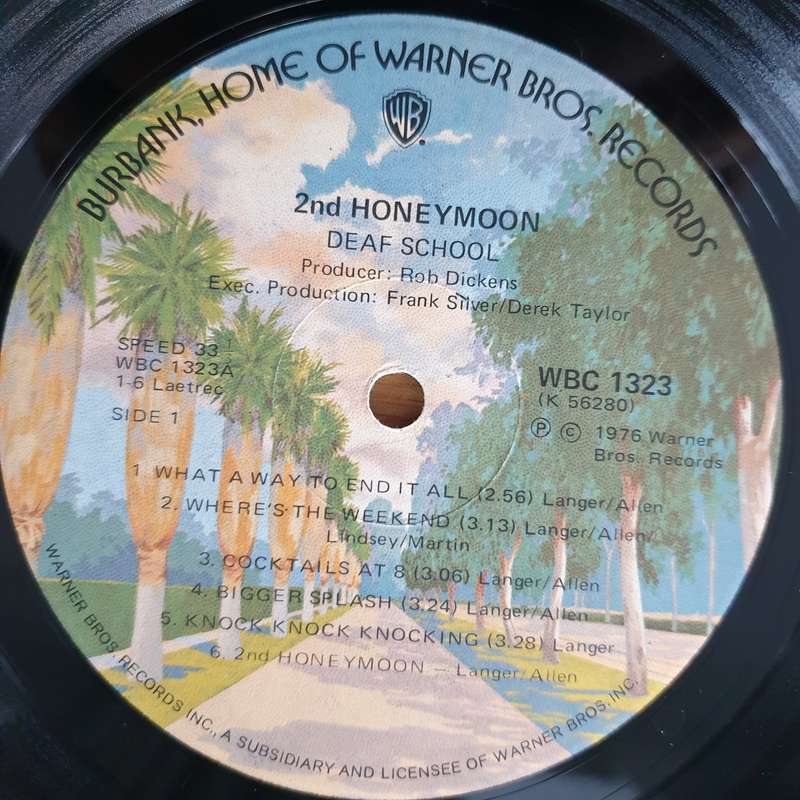 BURBANK, HOME OF WARNER BROS. RECORDS
WB
2nd HONEYMOON
DEAF SCHOOL
Producer: Rob Dickens
Exec. Production: Frank Silver/Derek Taylor
SPEED 33⅓
WBC 1323A
1-6 Laetrec
SIDE 1
WBC 1323
(K 56280)
Ⓟ © 1976 Warner
Bros. Records
1 WHAT A WAY TO END IT ALL (2.56) Langer/Allen
2. WHERE'S THE WEEKEND (3.13) Langer/Allen/
Lindsey/Martin
3. COCKTAILS AT 8 (3.06) Langer/Allen
4. BIGGER SPLASH (3.24) Langer/Allen
5. KNOCK KNOCK KNOCKING (3.28) Langer
6. 2nd HONEYMOON — Langer/Allen
WARNER BROS. RECORDS INC., A SUBSIDIARY AND LICENSEE OF WARNER BROS. INC.